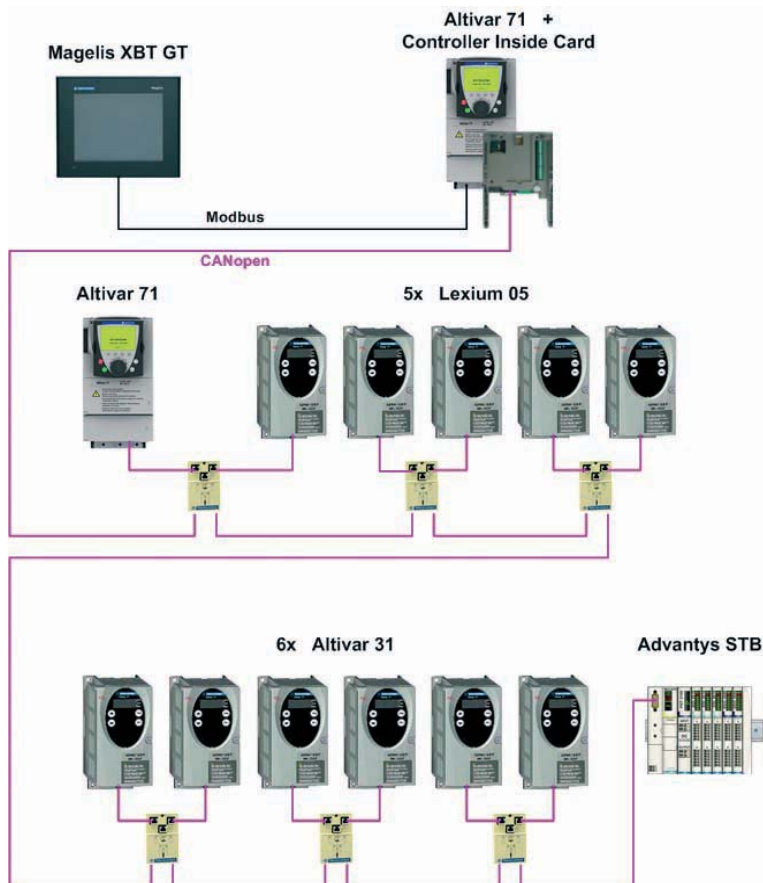 Altivar 71 +
Controller Inside Card
Magelis XBT GT
Modbus
CANopen
Altivar 71
5x Lexium 05
6x Altivar 31
Advantys STB